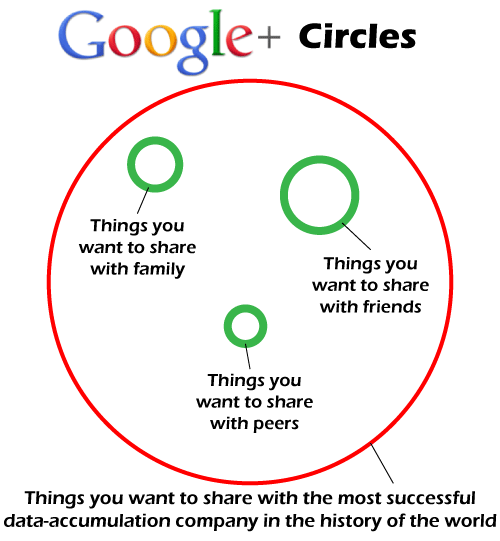 Google+ Circles
Things you
want to share
with family
Things you
want to share
with friends
Things you
want to share
with peers
Things you want to share with the most successful
data-accumulation company in the history of the world